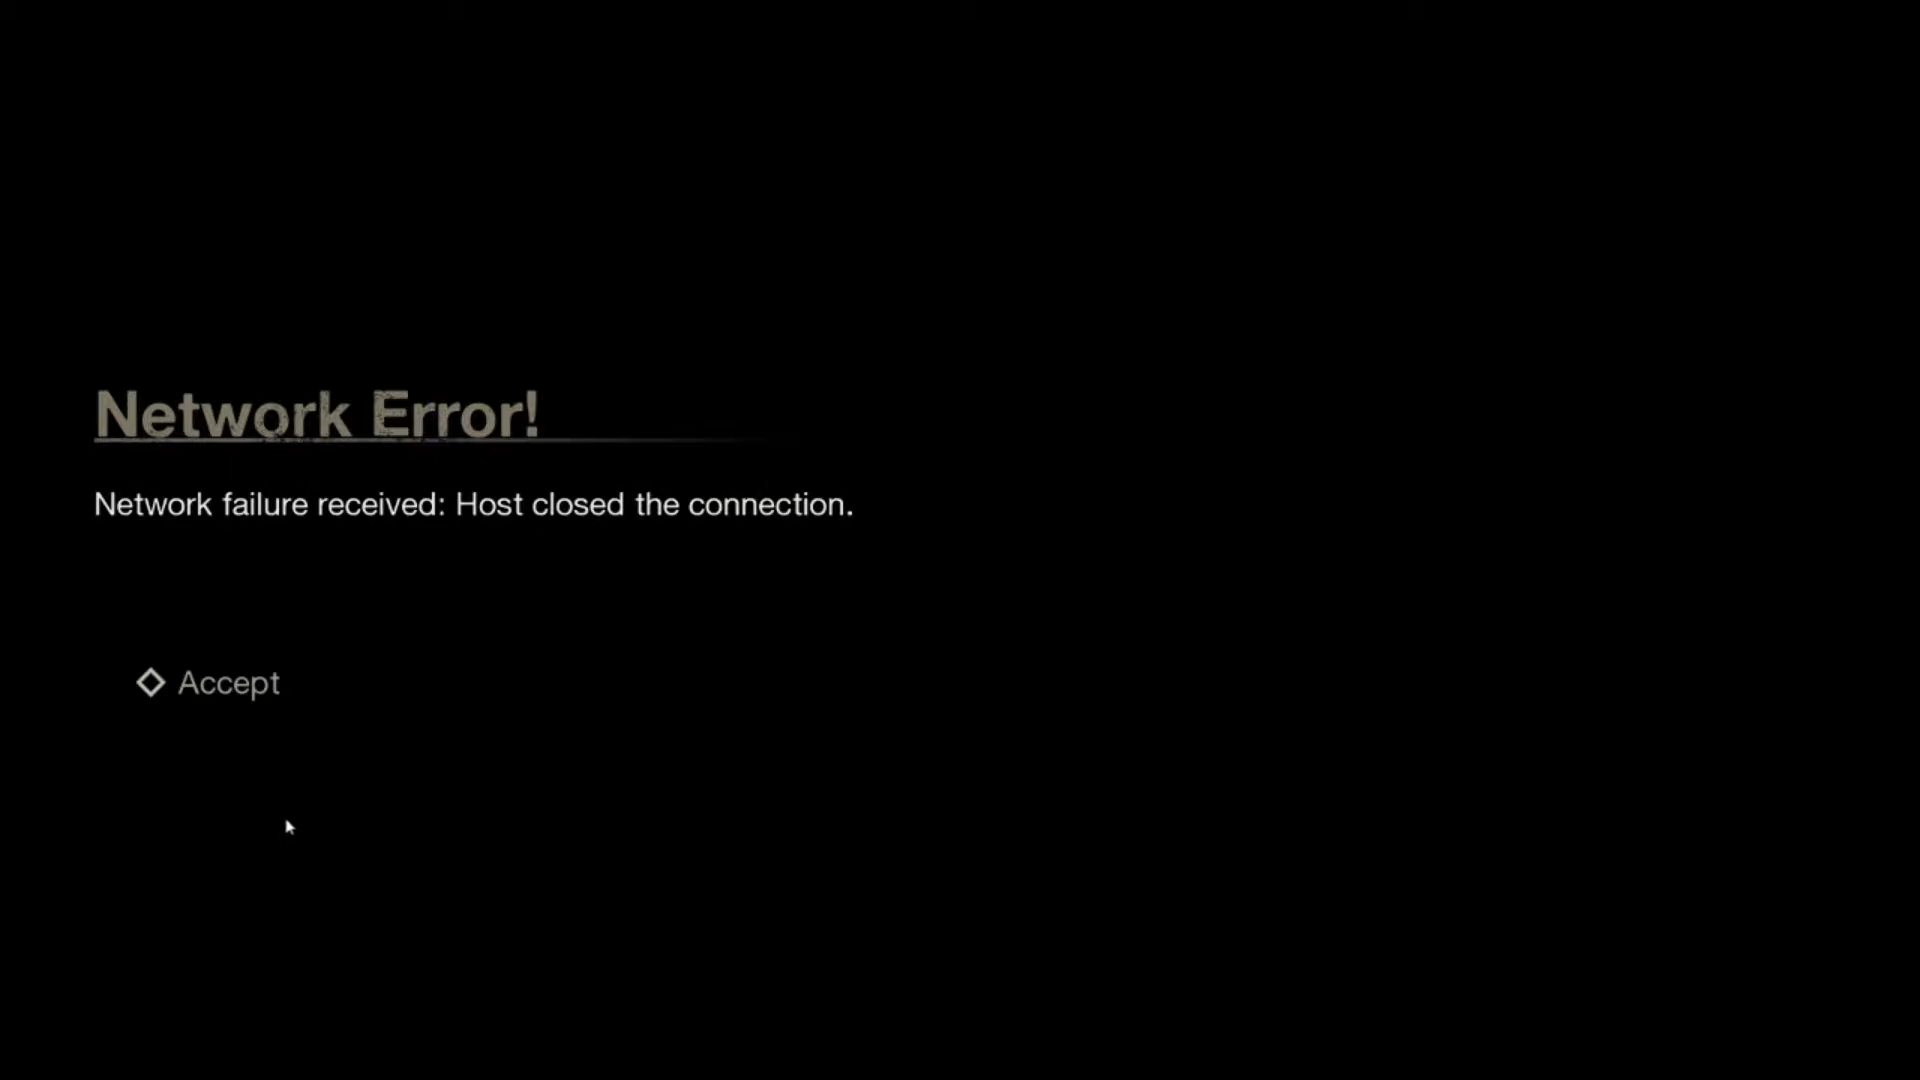 Network Error!
Network failure received: Host closed the connection.
Accept